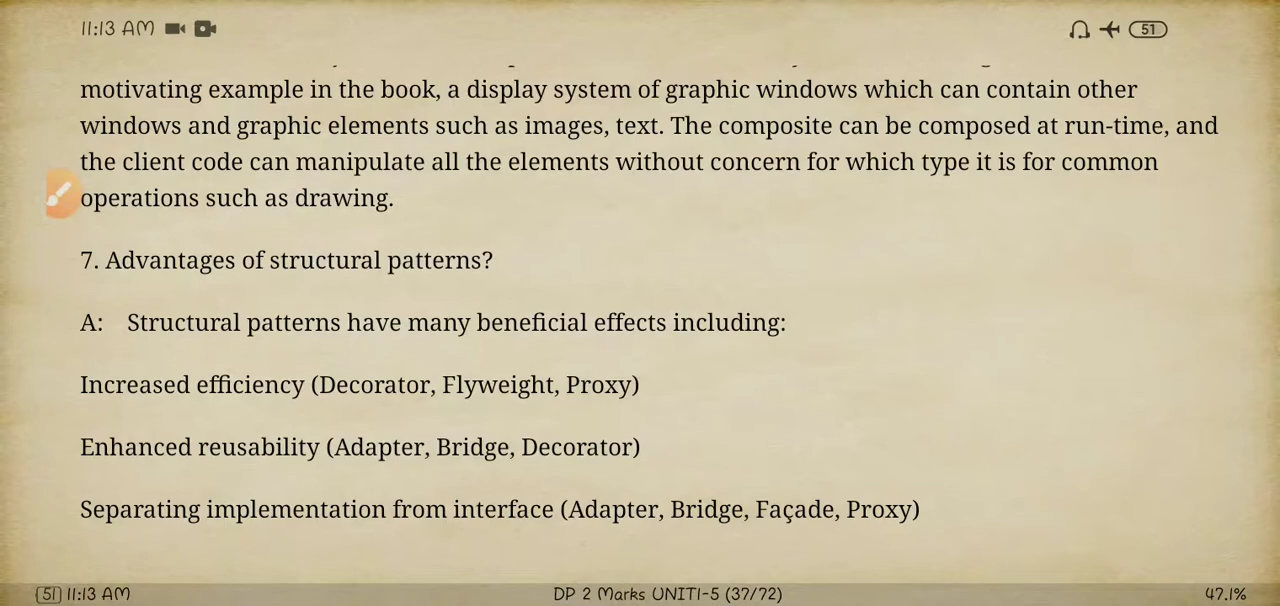 11:13 AM 51
motivating example in the book, a display system of graphic windows which can contain other
windows and graphic elements such as images, text. The composite can be composed at run-time, and
the client code can manipulate all the elements without concern for which type it is for common
operations such as drawing.
7. Advantages of structural patterns?
A: Structural patterns have many beneficial effects including:
Increased efficiency (Decorator, Flyweight, Proxy)
Enhanced reusability (Adapter, Bridge, Decorator)
Separating implementation from interface (Adapter, Bridge, Façade, Proxy)
51 11:13 AM DP 2 Marks UNIT1-5 (37/72) 47.1%